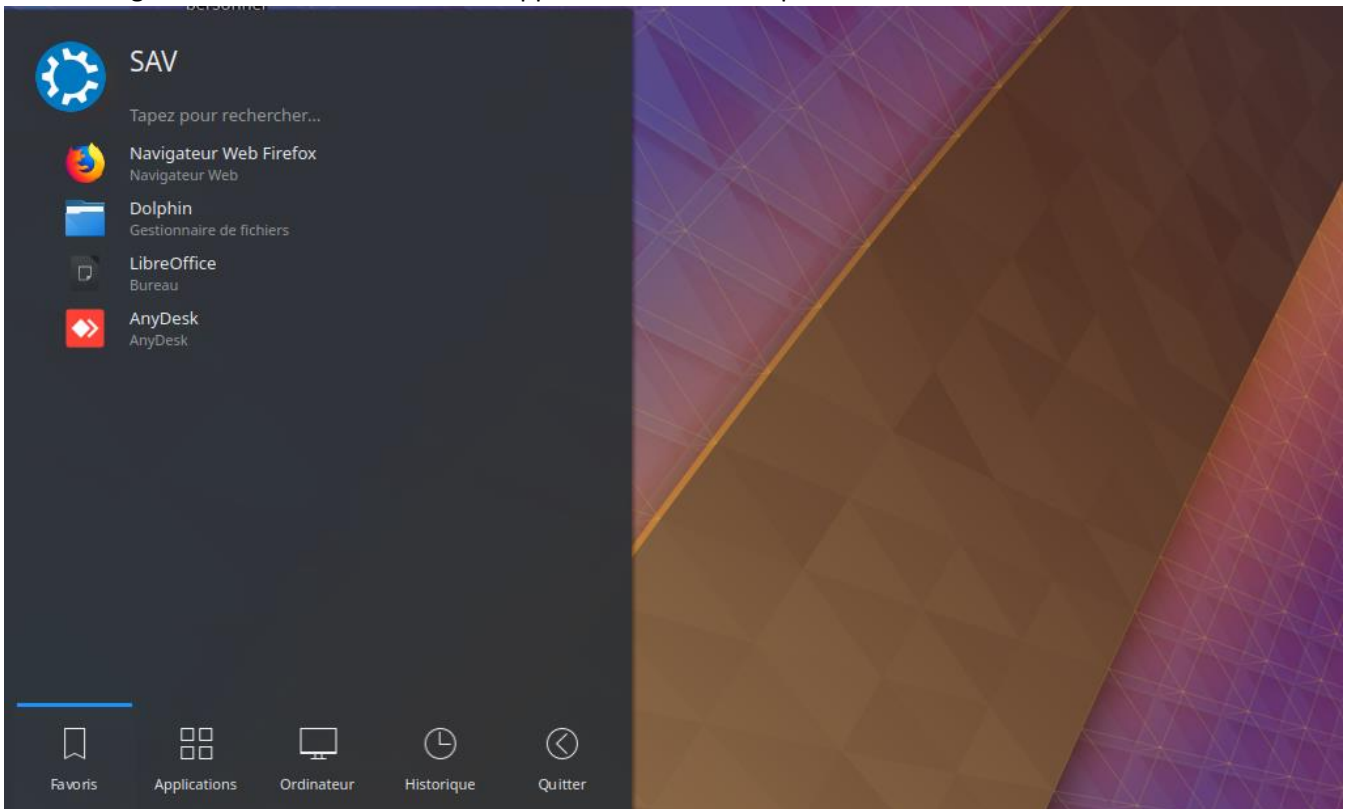 SAV
Tapez pour rechercher...
Navigateur Web Firefox
Navigateur Web
Dolphin
Gestionnaire de fichiers
LibreOffice
Bureau
AnyDesk
AnyDesk
Favoris Applications Ordinateur Historique Quitter